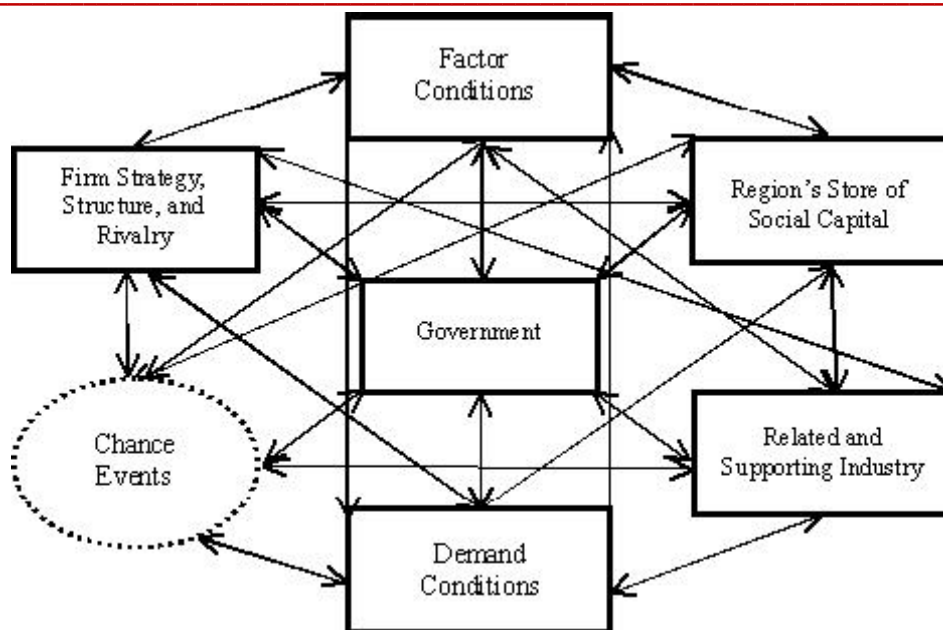 Factor
Conditions
Firm Strategy,
Structure, and
Rivalry
Region's Store of
Social Capital
Government
Chance
Events
Related and
Supporting Industry
Demand
Conditions